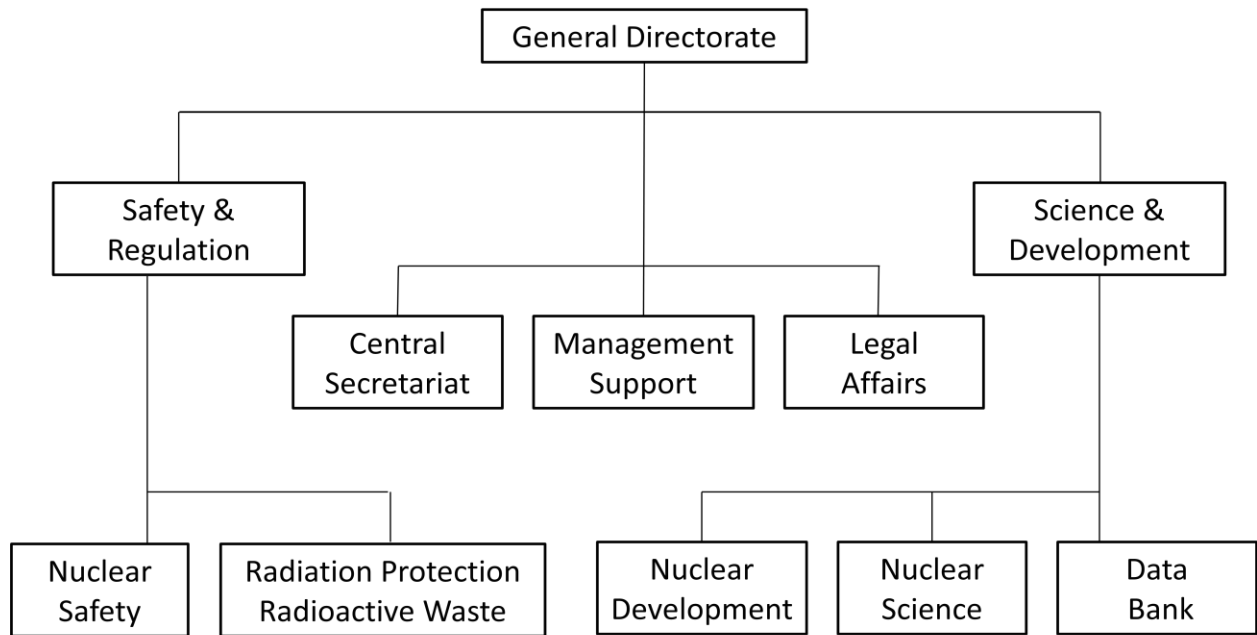 General Directorate
Safety &
Regulation
Science &
Development
Central
Secretariat
Management
Support
Legal
Affairs
Nuclear
Safety
Radiation Protection
Radioactive Waste
Nuclear
Development
Nuclear
Science
Data
Bank